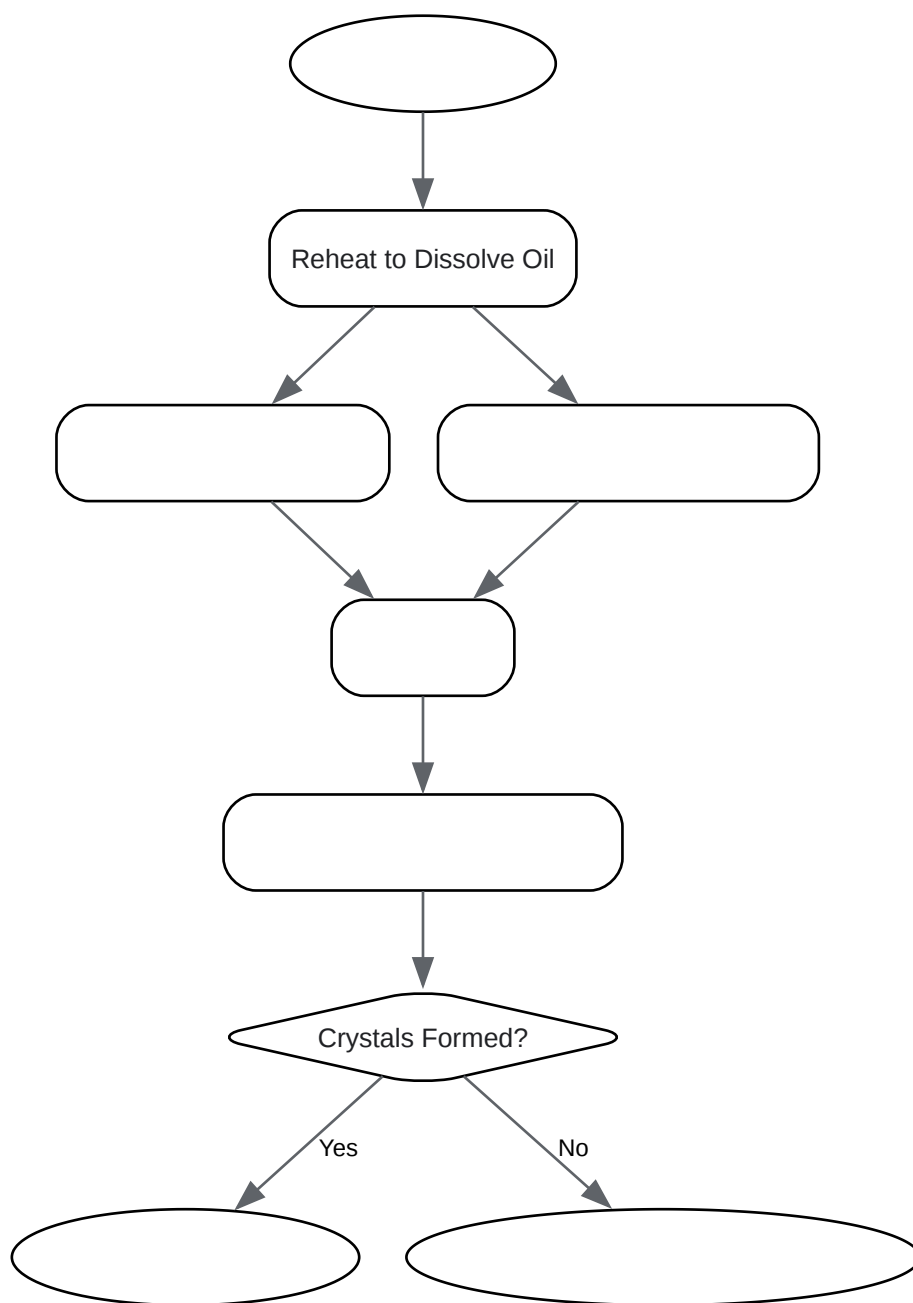 Reheat to Dissolve Oil
Crystals Formed?
Yes
No